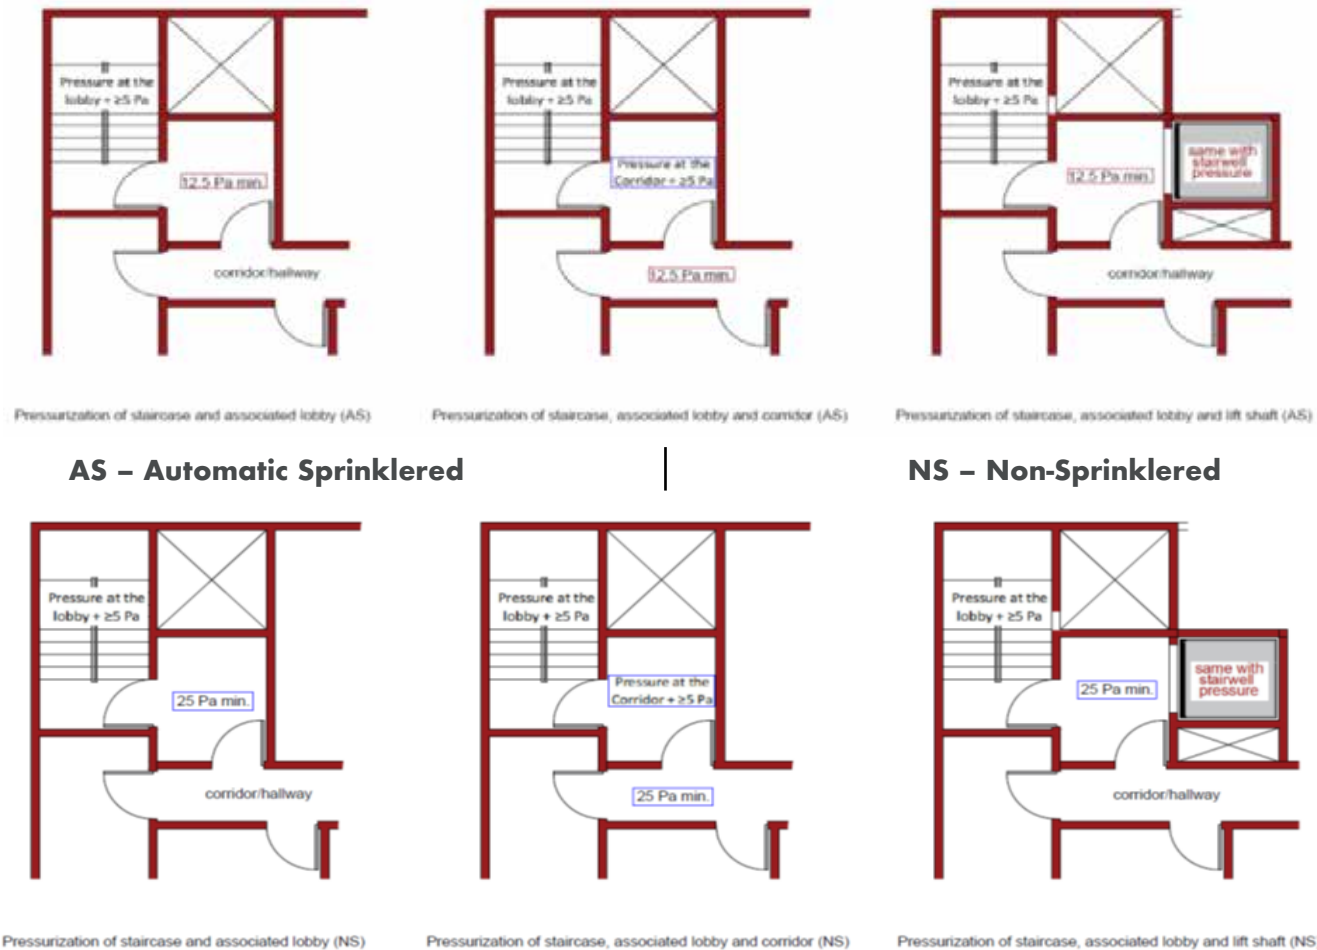 Pressure at the
lobby + ≥5 Pa
12.5 Pa min.
corridor/hallway
Pressurization of staircase and associated lobby (AS)
Pressure at the
lobby + ≥5 Pa
Pressure at the
Corridor + ≥5 Pa
12.5 Pa min.
Pressurization of staircase, associated lobby and corridor (AS)
Pressure at the
lobby + ≥5 Pa
12.5 Pa min.
same with
stairwell
pressure
corridor/hallway
Pressurization of staircase, associated lobby and lift shaft (AS)
AS – Automatic Sprinklered
NS – Non-Sprinklered
Pressure at the
lobby + ≥5 Pa
25 Pa min.
corridor/hallway
Pressurization of staircase and associated lobby (NS)
Pressure at the
lobby + ≥5 Pa
Pressure at the
Corridor + ≥5 Pa
25 Pa min.
Pressurization of staircase, associated lobby and corridor (NS)
Pressure at the
lobby + ≥5 Pa
25 Pa min.
same with
stairwell
pressure
corridor/hallway
Pressurization of staircase, associated lobby and lift shaft (NS